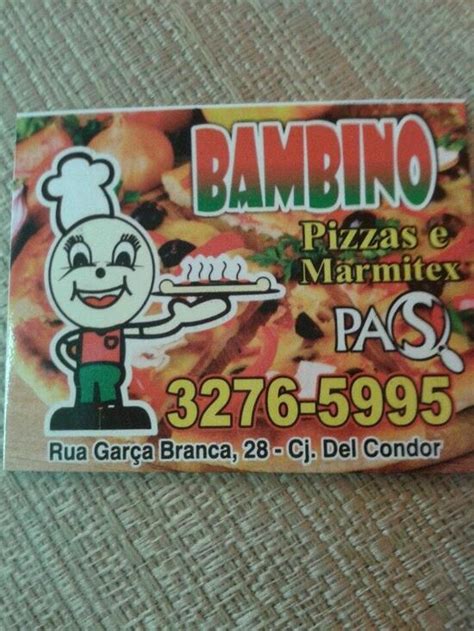 BAMBINO
Pizzas e
Marmitex
PAS
3276-5995
Rua Garça Branca, 28 - Cj. Del Condor